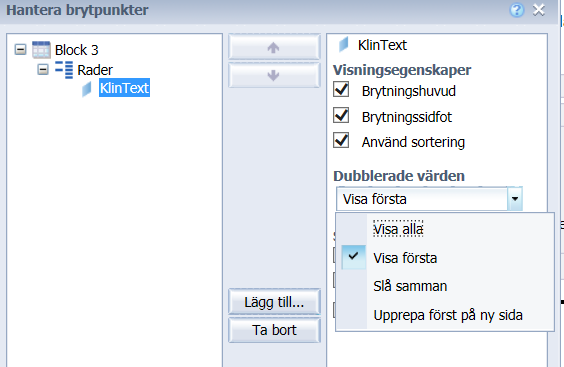 Hantera brytpunkter
Block 3
Rader
KlinText
Lägg till...
Ta bort
KlinText
Visningsegenskaper
Brytningshuvud
Brytningssidfot
Använd sortering
Dubblerade värden
Visa första
Visa alla
Visa första
Slå samman
Upprepa först på ny sida